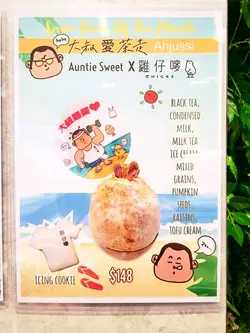 大叔愛茶走 Ahjussi
Auntie Sweet X 雞仔嘜
CHICKS
BLACK TEA,
CONDENSED
MILK,
MILK TEA
ICE CREAM
MIXED
GRAINS,
PUMPKIN
SEEDS,
RAISINS,
TOFU CREAM
ICING COOKIE
$148